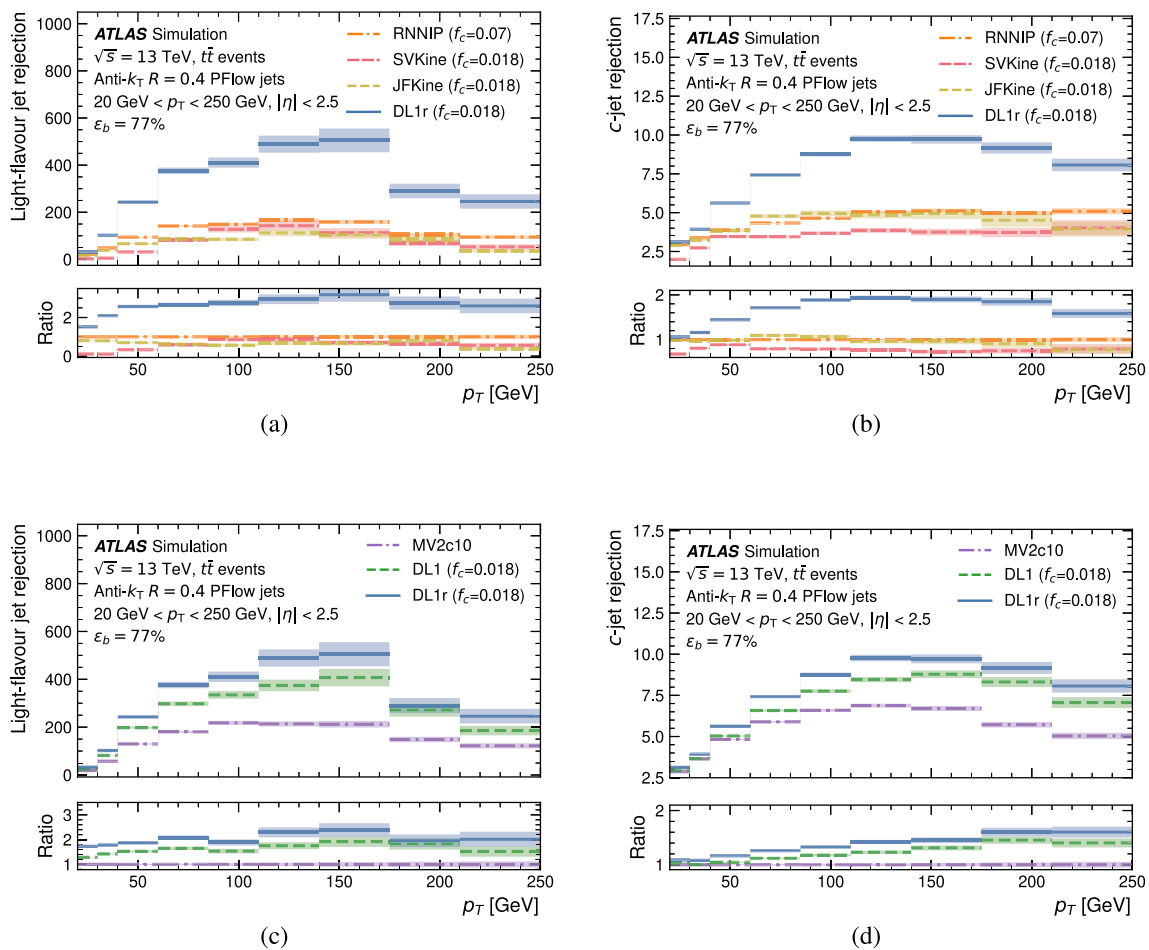 1000
800
600
400
200
0
Light-flavour jet rejection
ATLAS Simulation
√s = 13 TeV, tt̄ events
Anti-kT R = 0.4 PFlow jets
20 GeV < pT < 250 GeV, |η| < 2.5
εb = 77%
RNNIP (fc=0.07)
SVKine (fc=0.018)
JFKine (fc=0.018)
DL1r (fc=0.018)
2
0
Ratio
50 100 150 200 250
pT [GeV]
(a)
17.5
15.0
12.5
10.0
7.5
5.0
2.5
c-jet rejection
ATLAS Simulation
√s = 13 TeV, tt̄ events
Anti-kT R = 0.4 PFlow jets
20 GeV < pT < 250 GeV, |η| < 2.5
εb = 77%
RNNIP (fc=0.07)
SVKine (fc=0.018)
JFKine (fc=0.018)
DL1r (fc=0.018)
2
1
Ratio
50 100 150 200 250
pT [GeV]
(b)
1000
800
600
400
200
0
Light-flavour jet rejection
ATLAS Simulation
√s = 13 TeV, tt̄ events
Anti-kT R = 0.4 PFlow jets
20 GeV < pT < 250 GeV, |η| < 2.5
εb = 77%
MV2c10
DL1 (fc=0.018)
DL1r (fc=0.018)
3
2
1
Ratio
50 100 150 200 250
pT [GeV]
(c)
17.5
15.0
12.5
10.0
7.5
5.0
2.5
c-jet rejection
ATLAS Simulation
√s = 13 TeV, tt̄ events
Anti-kT R = 0.4 PFlow jets
20 GeV < pT < 250 GeV, |η| < 2.5
εb = 77%
MV2c10
DL1 (fc=0.018)
DL1r (fc=0.018)
2
1
Ratio
50 100 150 200 250
pT [GeV]
(d)